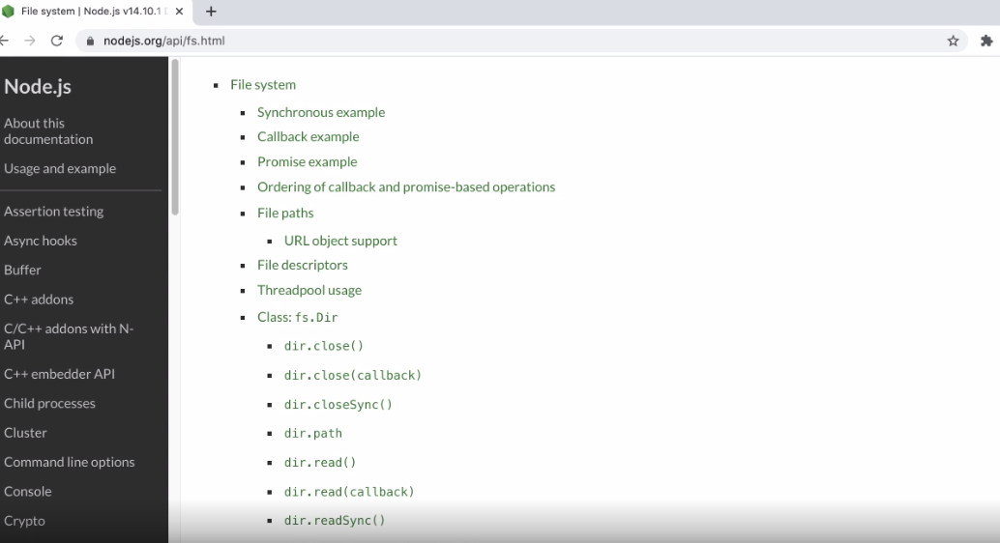 File system | Node.js v14.10.1
nodejs.org/api/fs.html
Node.js
About this
documentation
Usage and example
Assertion testing
Async hooks
Buffer
C++ addons
C/C++ addons with N-
API
C++ embedder API
Child processes
Cluster
Command line options
Console
Crypto
File system
Synchronous example
Callback example
Promise example
Ordering of callback and promise-based operations
File paths
URL object support
File descriptors
Threadpool usage
Class: fs.Dir
dir.close()
dir.close(callback)
dir.closeSync()
dir.path
dir.read()
dir.read(callback)
dir.readSync()